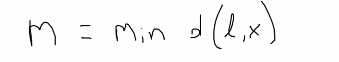 m = min d(l,x)